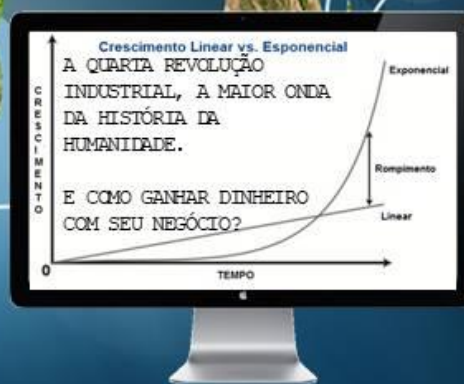 Crescimento Linear vs. Exponencial
A QUARTA REVOLUÇÃO
INDUSTRIAL, A MAIOR ONDA
DA HISTÓRIA DA
HUMANIDADE.
E COMO GANHAR DINHEIRO
COM SEU NEGÓCIO?
CRESCIMENTO
Exponencial
Rompimento
Linear
0
TEMPO